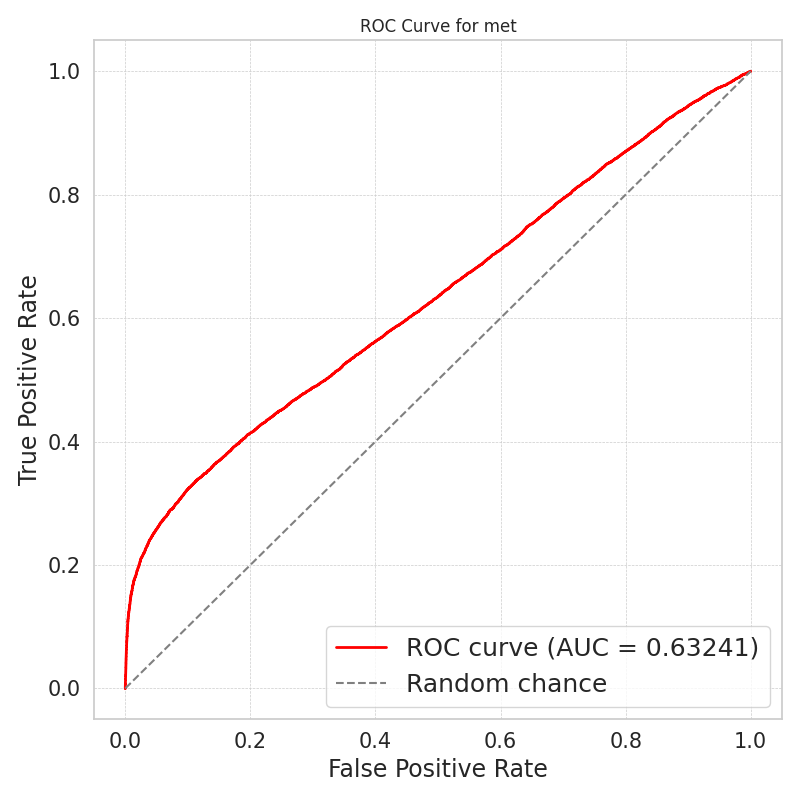 ROC Curve for met
1.0
0.8
0.6
0.4
0.2
0.0
True Positive Rate
ROC curve (AUC = 0.63241)
Random chance
0.0 0.2 0.4 0.6 0.8 1.0
False Positive Rate